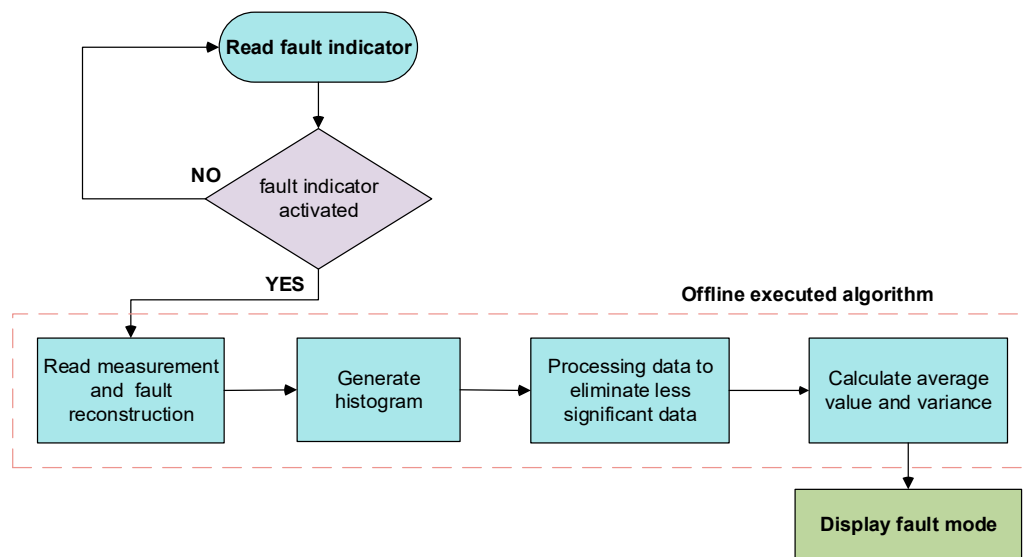 Read fault indicator
NO
fault indicator
activated
YES
Offline executed algorithm
Read measurement
and fault
reconstruction
Generate
histogram
Processing data to
eliminate less
significant data
Calculate average
value and variance
Display fault mode